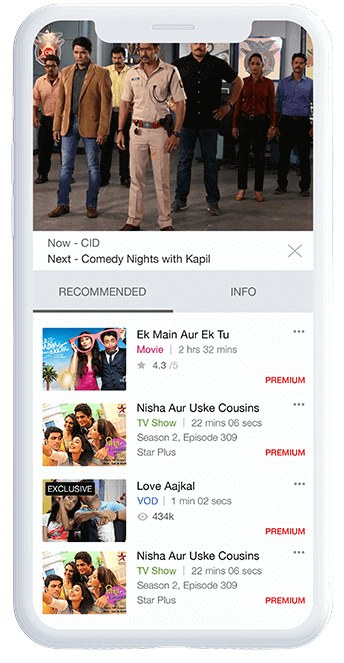 Now - CID
Next - Comedy Nights with Kapil
RECOMMENDED INFO
Ek Main Aur Ek Tu
Movie | 2 hrs 32 mins
4.3 /5
PREMIUM
Nisha Aur Uske Cousins
TV Show | 22 mins 06 secs
Season 2, Episode 309
Star Plus
PREMIUM
EXCLUSIVE
Love Aajkal
VOD | 1 min 02 secs
434k
PREMIUM
Nisha Aur Uske Cousins
TV Show | 22 mins 06 secs
Season 2, Episode 309
Star Plus
PREMIUM